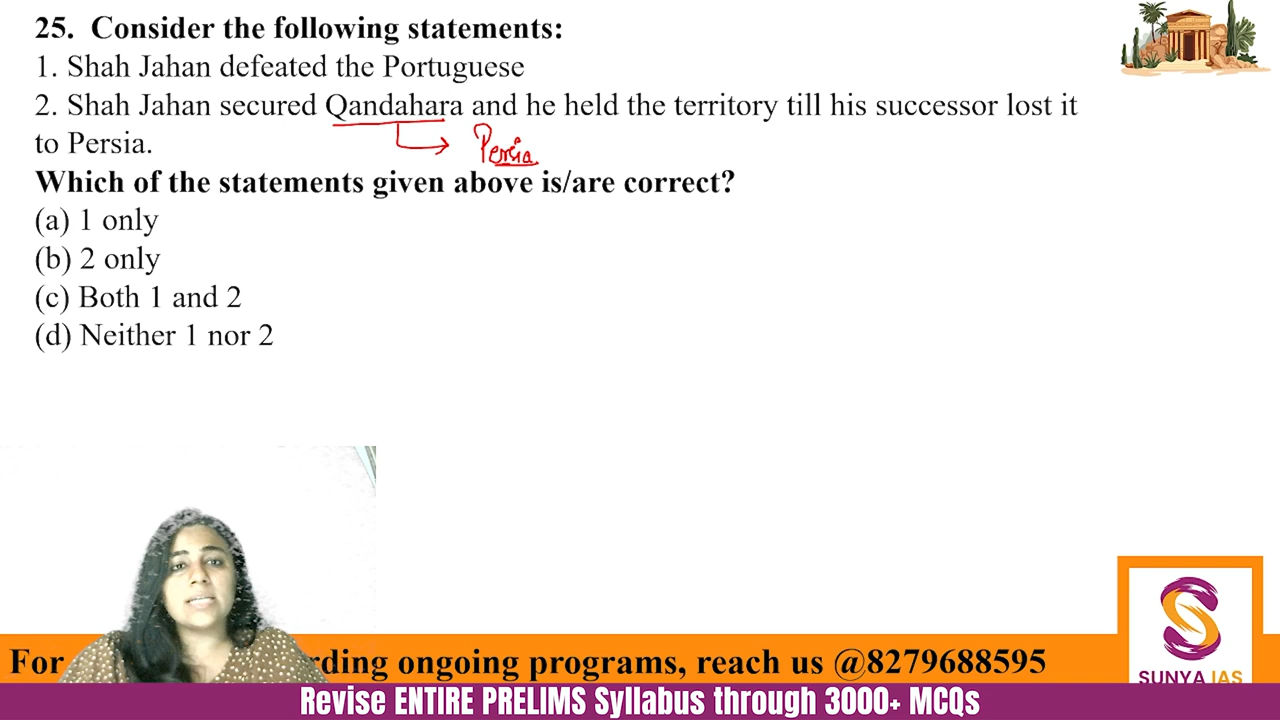 25. Consider the following statements:
1. Shah Jahan defeated the Portuguese
2. Shah Jahan secured Qandahara and he held the territory till his successor lost it
to Persia.
Persia
Which of the statements given above is/are correct?
(a) 1 only
(b) 2 only
(c) Both 1 and 2
(d) Neither 1 nor 2
For rding ongoing programs, reach us @8279688595
SUNYA IAS
Revise ENTIRE PRELIMS Syllabus through 3000+ MCQs